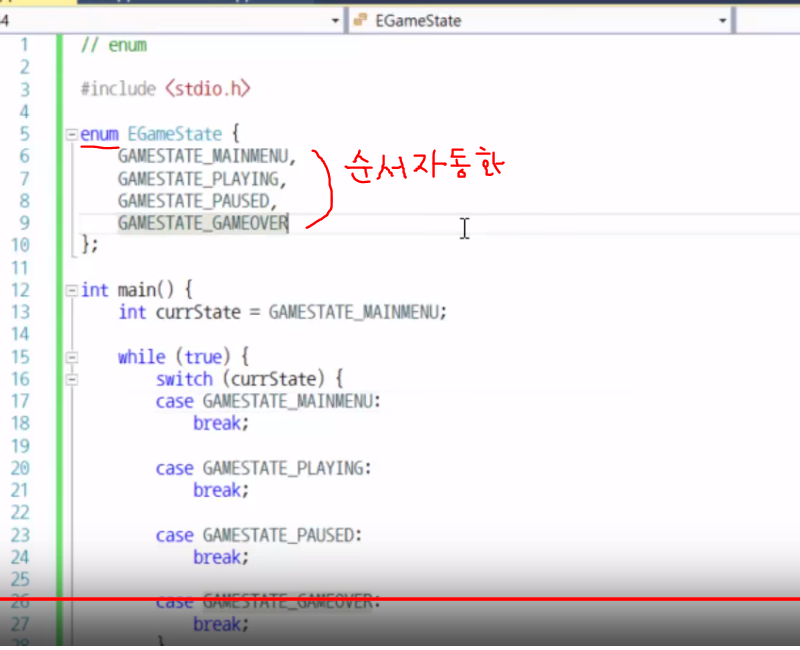 4 EGameState
1 // enum
2
3 #include <stdio.h>
4
5 enum EGameState {
6 GAMESTATE_MAINMENU,
순서자동화
7 GAMESTATE_PLAYING,
8 GAMESTATE_PAUSED,
9 GAMESTATE_GAMEOVER
10 };
11
12 int main() {
13 int currState = GAMESTATE_MAINMENU;
14
15 while (true) {
16 switch (currState) {
17 case GAMESTATE_MAINMENU:
18 break;
19
20 case GAMESTATE_PLAYING:
21 break;
22
23 case GAMESTATE_PAUSED:
24 break;
25
26 case GAMESTATE_GAMEOVER:
27 break;
28 }